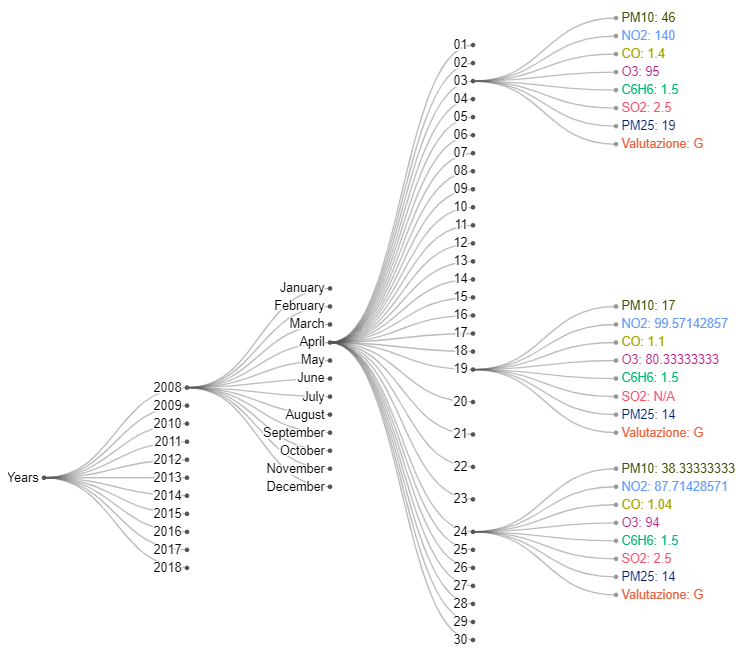 Years
2008
2009
2010
2011
2012
2013
2014
2015
2016
2017
2018
January
February
March
April
May
June
July
August
September
October
November
December
01
02
03
04
05
06
07
08
09
10
11
12
13
14
15
16
17
18
19
20
21
22
23
24
25
26
27
28
29
30
PM10: 46
NO2: 140
CO: 1.4
O3: 95
C6H6: 1.5
SO2: 2.5
PM25: 19
Valutazione: G
PM10: 17
NO2: 99.57142857
CO: 1.1
O3: 80.33333333
C6H6: 1.5
SO2: N/A
PM25: 14
Valutazione: G
PM10: 38.33333333
NO2: 87.71428571
CO: 1.04
O3: 94
C6H6: 1.5
SO2: 2.5
PM25: 14
Valutazione: G